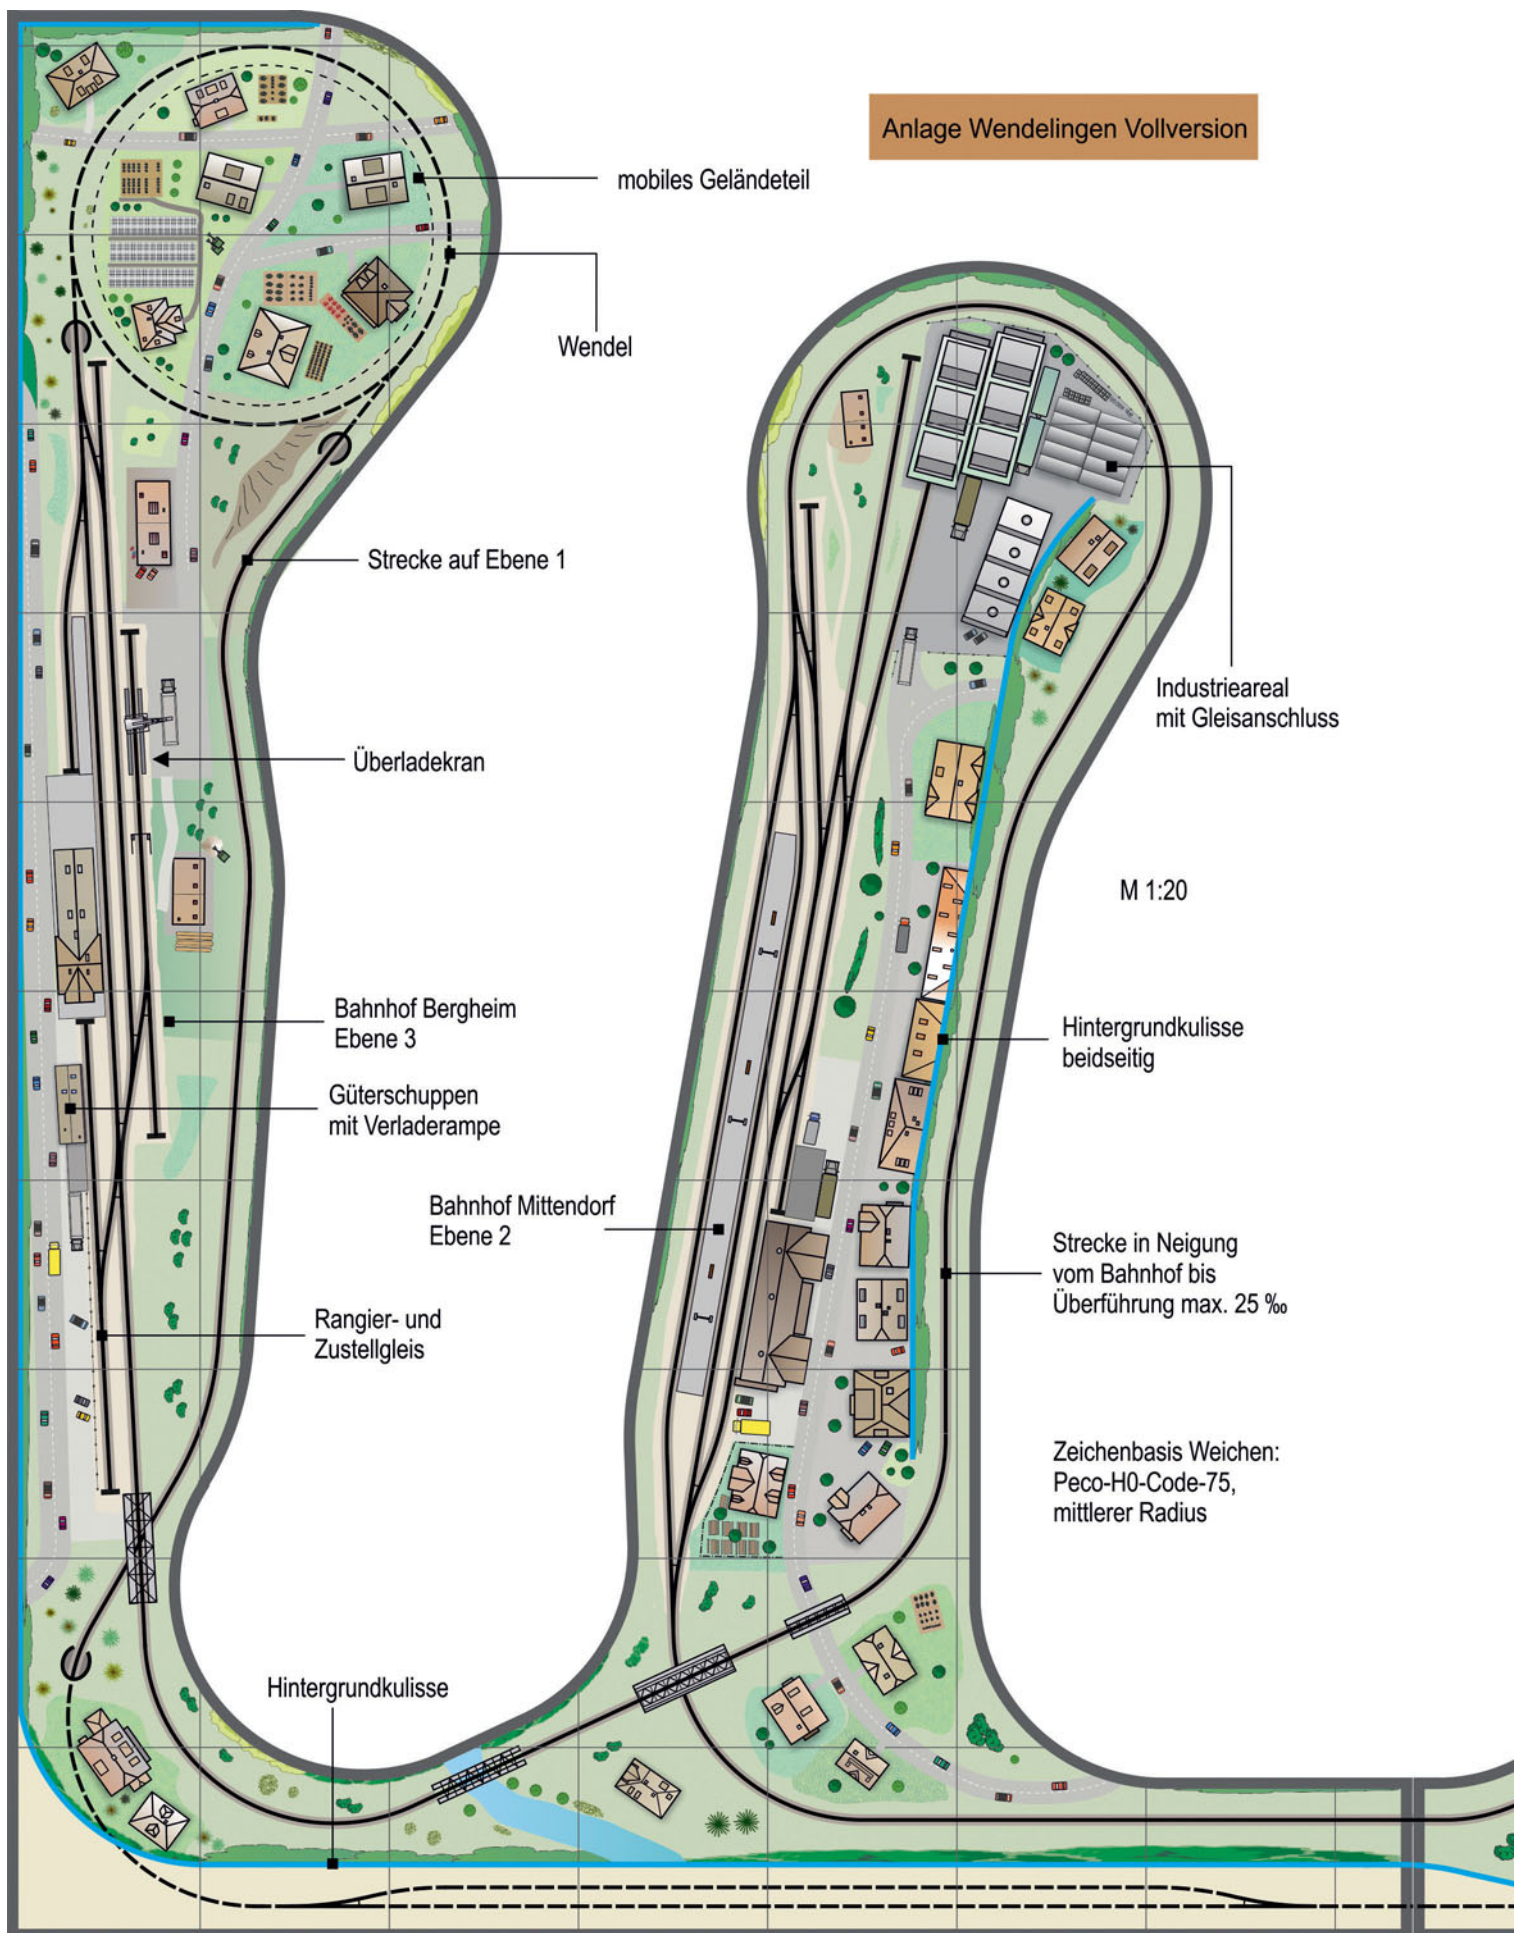 Anlage Wendelingen Vollversion
mobiles Geländeteil
Wendel
Strecke auf Ebene 1
Industrieareal
mit Gleisanschluss
Überladekran
M 1:20
Bahnhof Bergheim
Ebene 3
Hintergrundkulisse
beidseitig
Güterschuppen
mit Verladerampe
Bahnhof Mittendorf
Ebene 2
Strecke in Neigung
vom Bahnhof bis
Überführung max. 25 ‰
Rangier- und
Zustellgleis
Zeichenbasis Weichen:
Peco-H0-Code-75,
mittlerer Radius
Hintergrundkulisse